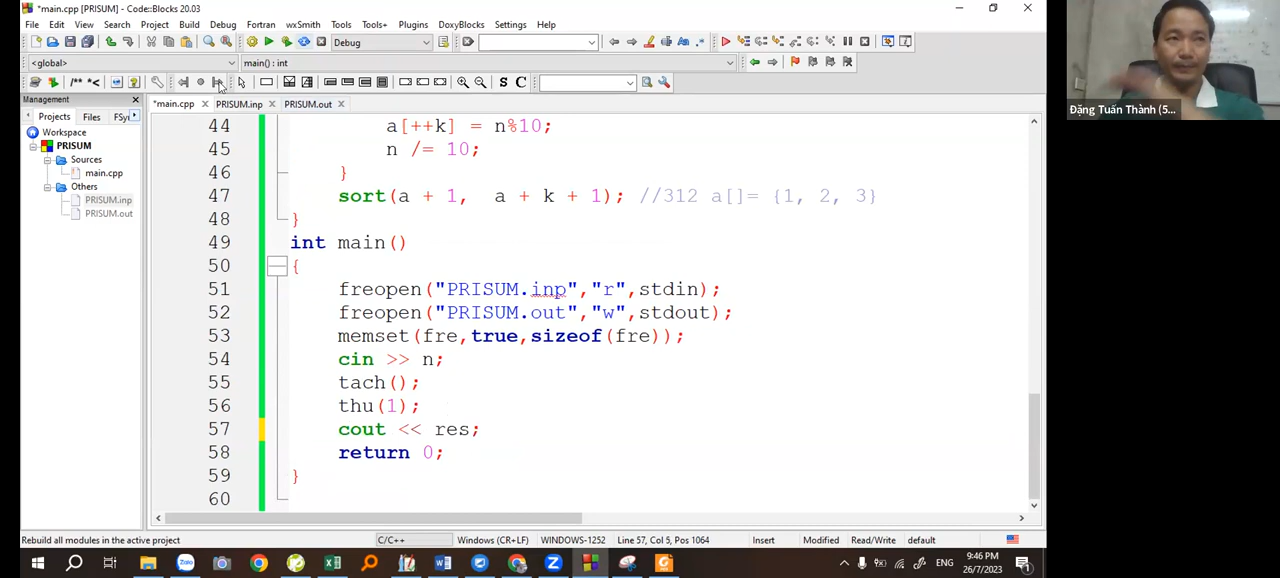 *main.cpp [PRISUM] - Code::Blocks 20.03
File Edit View Search Project Build Debug Fortran wxSmith Tools Tools+ Plugins DoxyBlocks Settings Help
Debug
<global> main() : int
/** *< S C
Management
Projects Files FSy
*main.cpp PRISUM.inp PRISUM.out
Workspace
PRISUM
Sources
main.cpp
Others
PRISUM.inp
PRISUM.out
44 a[++k] = n%10;
45 n /= 10;
46 }
47 sort(a + 1, a + k + 1); //312 a[]= {1, 2, 3}
48 }
49 int main()
50 {
51 freopen("PRISUM.inp","r",stdin);
52 freopen("PRISUM.out","w",stdout);
53 memset(fre,true,sizeof(fre));
54 cin >> n;
55 tach();
56 thu(1);
57 cout << res;
58 return 0;
59 }
60
Rebuild all modules in the active project C/C++ Windows (CR+LF) WINDOWS-1252 Line 57, Col 5, Pos 1064 Insert Modified Read/Write default
Zalo
ENG
9:46 PM
26/7/2023
Đặng Tuấn Thành (5...